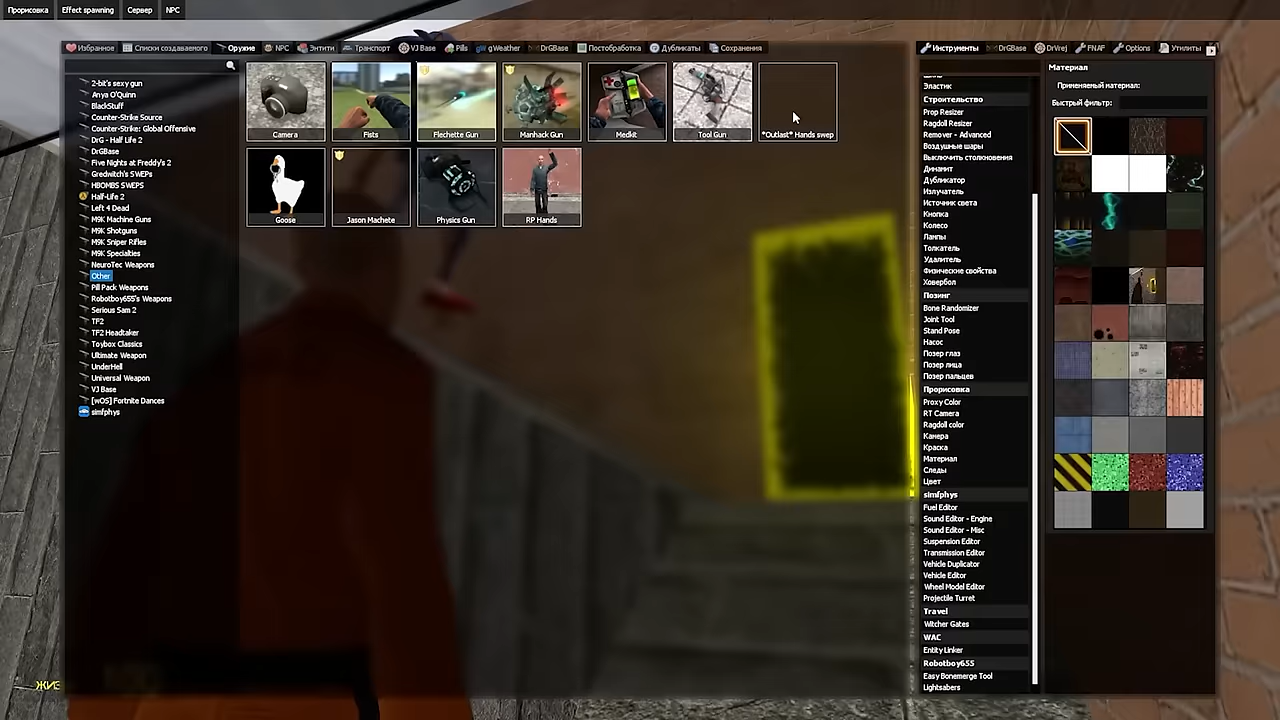 Прорисовка Effect spawning Сервер NPC
Избранное Списки создаваемого Оружие NPC Энтити Транспорт VJ Base Pills gWeather DrGBase Постобработка Дубликаты Сохранения
2-bit's sexy gun
Anya O'Quinn
BlackStuff
Counter-Strike Source
Counter-Strike: Global Offensive
DrG - Half Life 2
DrGBase
Five Nights at Freddy's 2
Gredwitch's SWEPs
HBOMBS SWEPS
Half-Life 2
Left 4 Dead
M9K Machine Guns
M9K Shotguns
M9K Sniper Rifles
M9K Specialties
NeuroTec Weapons
Other
Pill Pack Weapons
Robotboy655's Weapons
Serious Sam 2
TF2
TF2 Headtaker
Toybox Classics
Ultimate Weapon
UnderHell
Universal Weapon
VJ Base
[wOS] Fortnite Dances
simfphys
Camera Fists Flechette Gun Manhack Gun Medkit Tool Gun *Outlast* Hands swep
Goose Jason Machete Physics Gun RP Hands
Инструменты DrGBase DrVrej FNAF Options Утилиты
Эластик
Строительство
Prop Resizer
Ragdoll Resizer
Remover - Advanced
Воздушные шары
Выключить столкновения
Динамит
Дубликатор
Излучатель
Источник света
Кнопка
Колесо
Лампы
Толкатель
Удалитель
Физические свойства
Ховербол
Позинг
Bone Randomizer
Joint Tool
Stand Pose
Насос
Позер глаз
Позер лица
Позер пальцев
Прорисовка
Proxy Color
RT Camera
Ragdoll color
Камера
Краска
Материал
Следы
Цвет
simfphys
Fuel Editor
Sound Editor - Engine
Sound Editor - Misc
Suspension Editor
Transmission Editor
Vehicle Duplicator
Vehicle Editor
Wheel Model Editor
Projectile Turret
Travel
Witcher Gates
WAC
Entity Linker
Robotboy655
Easy Bonemerge Tool
Lightsabers
Материал
Применяемый материал:
Быстрый фильтр: